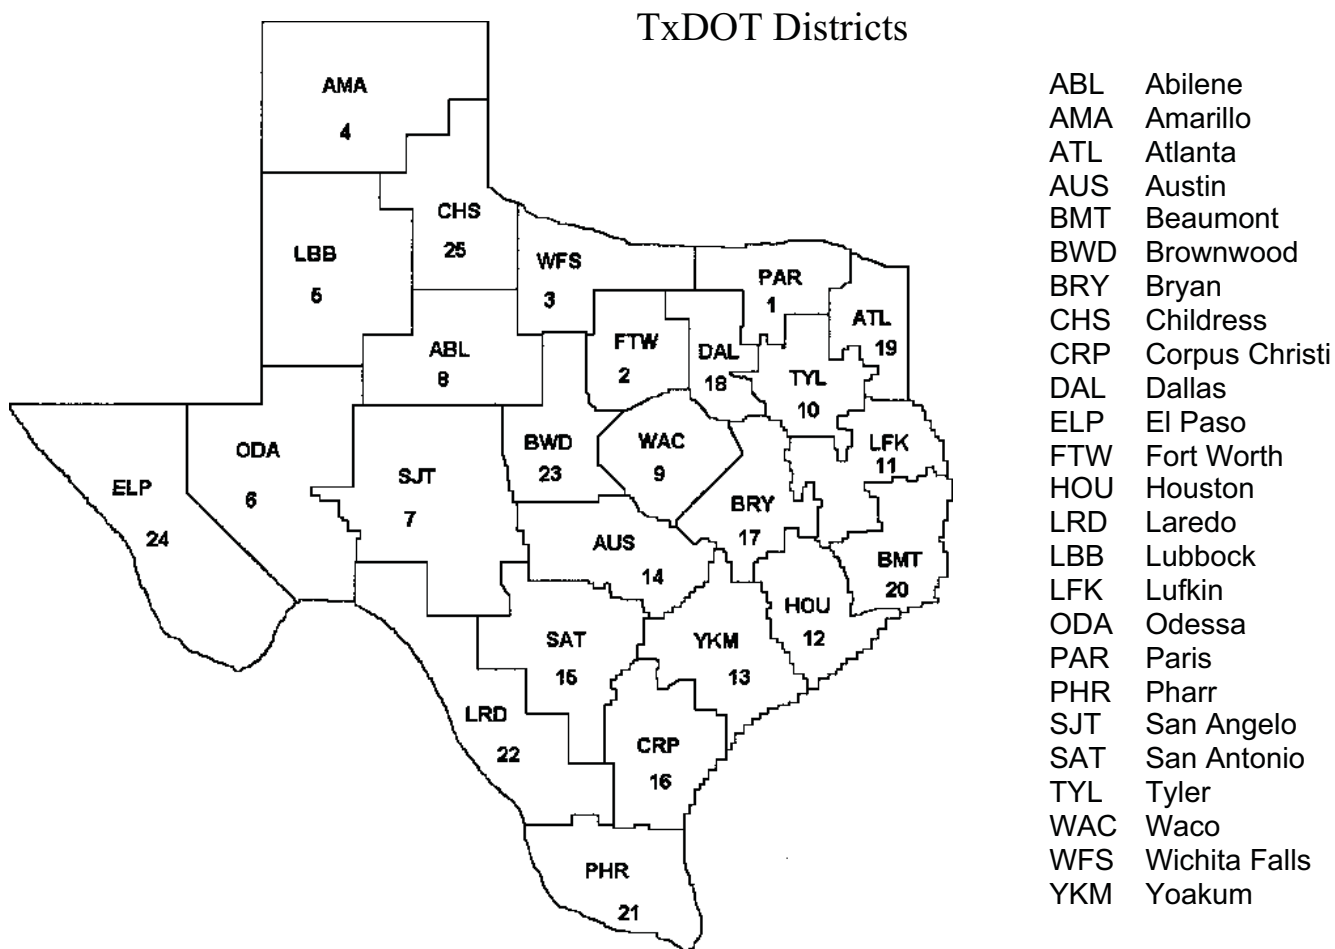 TxDOT Districts
AMA
4
CHS
25
LBB
5
WFS
3
PAR
1
ATL
19
FTW
2
DAL
18
ABL
8
TYL
10
ODA
6
BWD
23
WAC
9
LFK
11
ELP
24
SJT
7
BRY
17
AUS
14
BMT
20
HOU
12
SAT
15
YKM
13
LRD
22
CRP
16
PHR
21
ABL Abilene
AMA Amarillo
ATL Atlanta
AUS Austin
BMT Beaumont
BWD Brownwood
BRY Bryan
CHS Childress
CRP Corpus Christi
DAL Dallas
ELP El Paso
FTW Fort Worth
HOU Houston
LRD Laredo
LBB Lubbock
LFK Lufkin
ODA Odessa
PAR Paris
PHR Pharr
SJT San Angelo
SAT San Antonio
TYL Tyler
WAC Waco
WFS Wichita Falls
YKM Yoakum